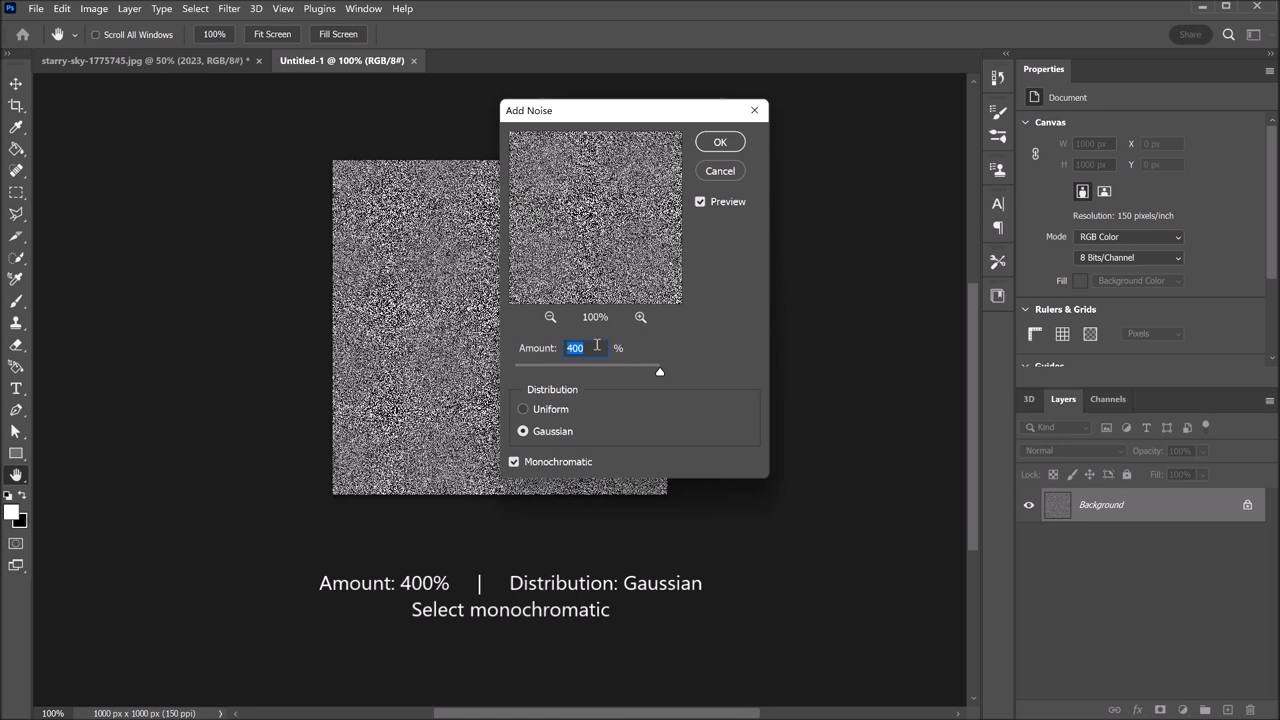 Ps File Edit Image Layer Type Select Filter 3D View Plugins Window Help
Scroll All Windows 100% Fit Screen Fill Screen Share
starry-sky-1775745.jpg @ 50% (2023, RGB/8#) * Untitled-1 @ 100% (RGB/8#)
Add Noise
OK
Cancel
Preview
100%
Amount: 400 %
Distribution
Uniform
Gaussian
Monochromatic
Amount: 400% | Distribution: Gaussian
Select monochromatic
Properties
Document
Canvas
W 1000 px X 0 px
H 1000 px Y 0 px
Resolution: 150 pixels/inch
Mode RGB Color
8 Bits/Channel
Fill Background Color
Rulers & Grids
Pixels
Guides
3D Layers Channels
Kind
Normal Opacity: 100%
Lock: Fill: 100%
Background
100% 1000 px x 1000 px (150 ppi)